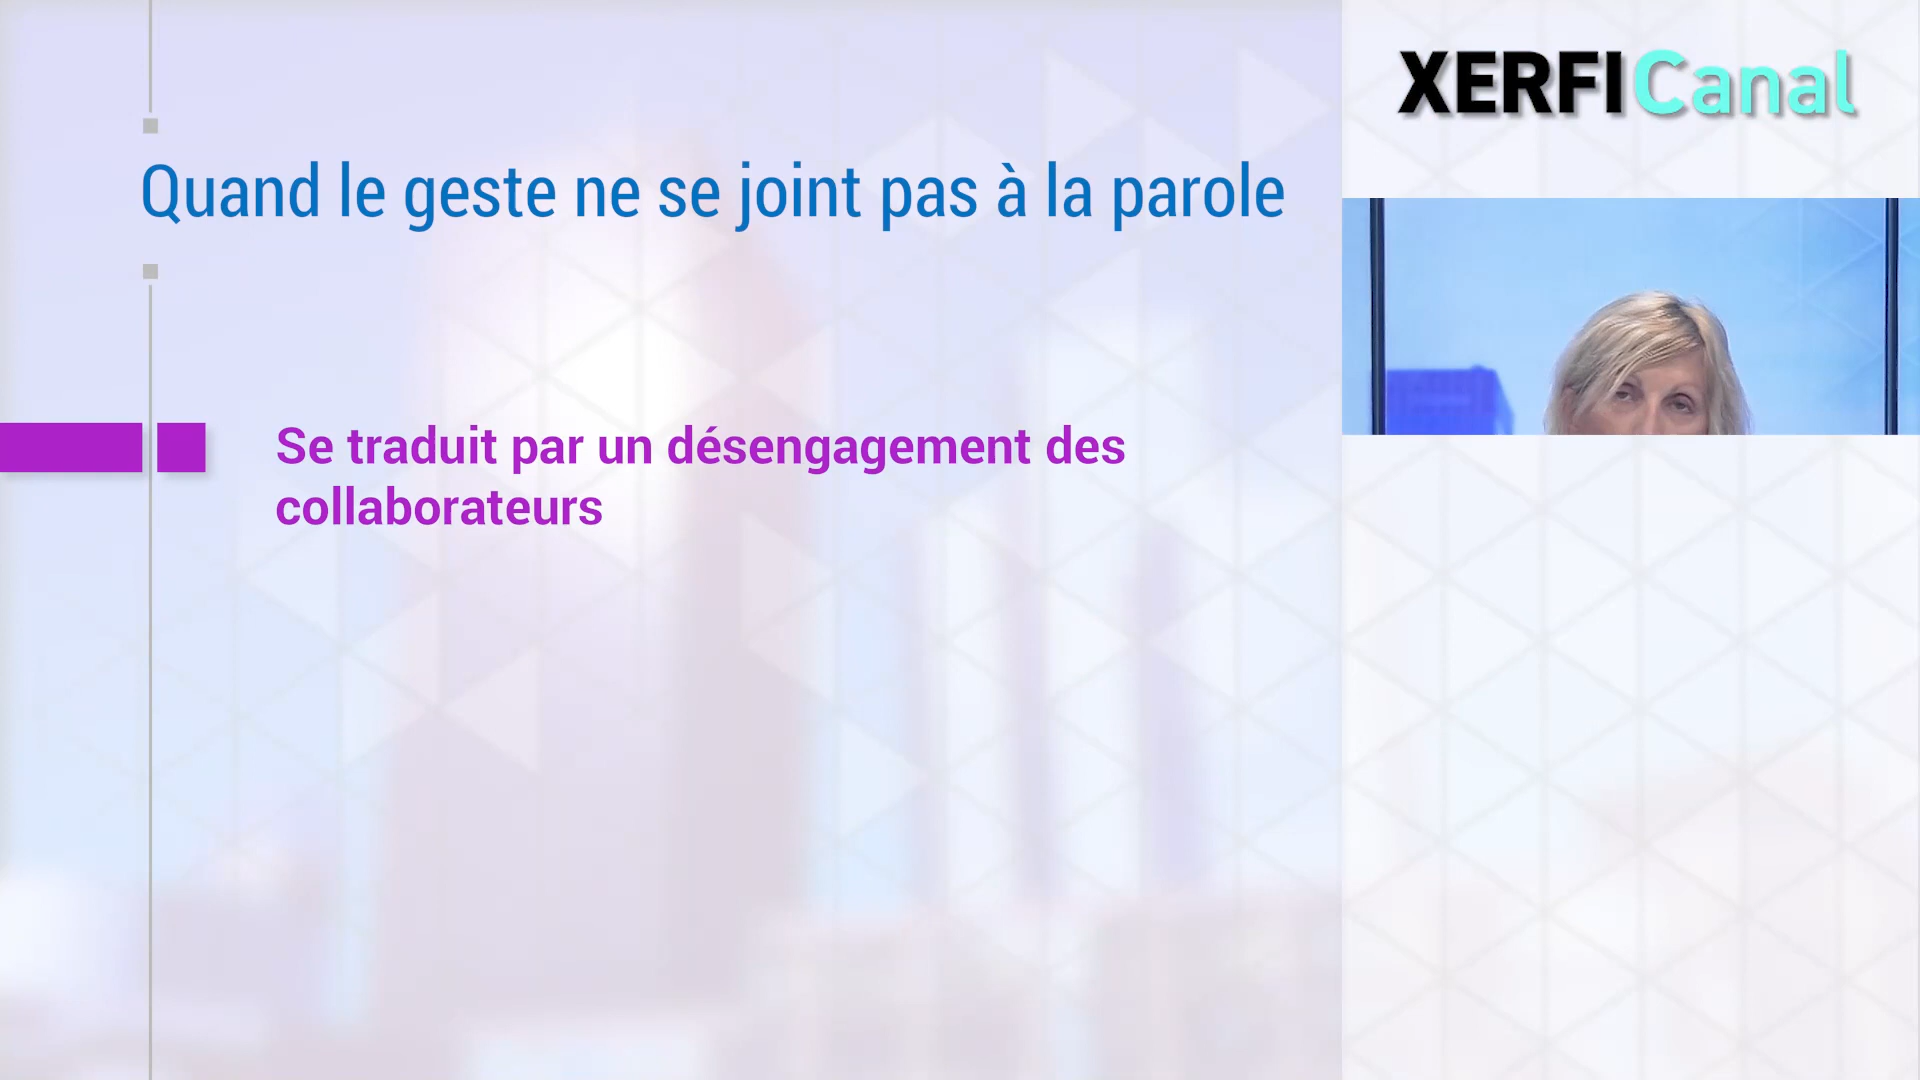 XERFI Canal
Quand le geste ne se joint pas à la parole
Se traduit par un désengagement des
collaborateurs